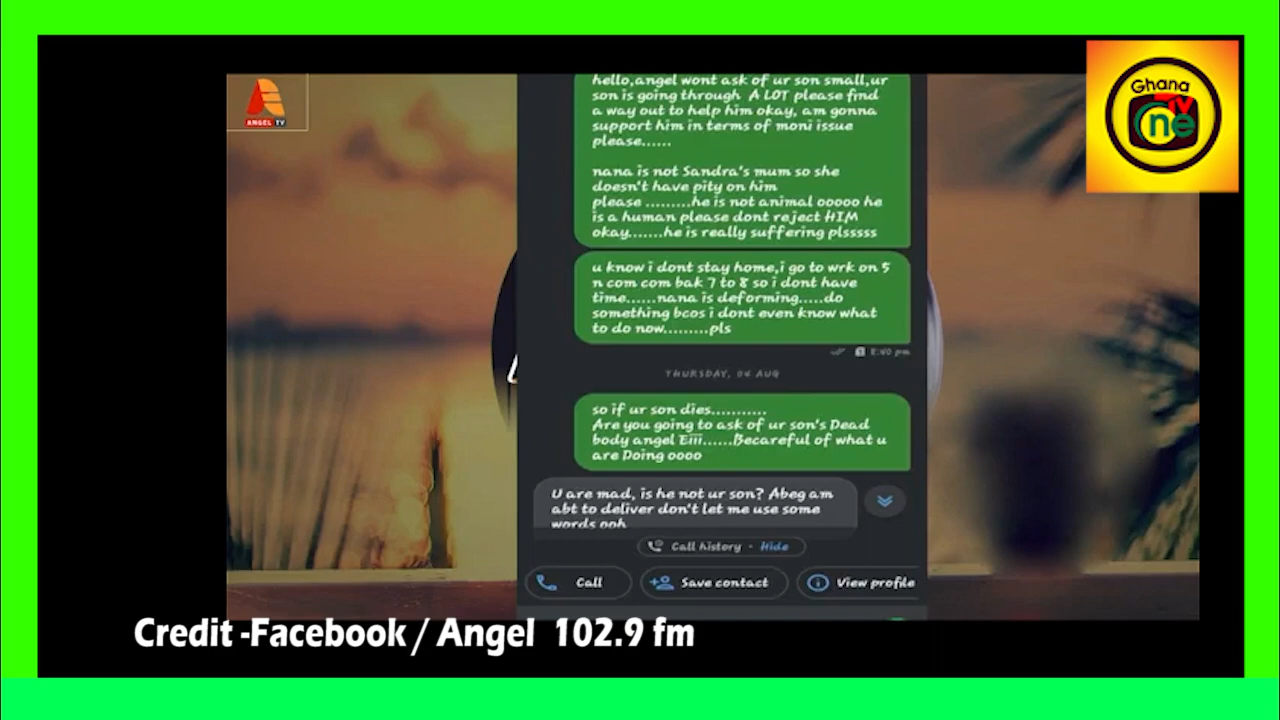 ANGEL TV
Ghana
TV
One
hello,angel wont ask of ur son small,ur
son is going through A LOT please find
a way out to help him okay, am gonna
support him in terms of moni issue
please......
nana is not Sandra's mum so she
doesn't have pity on him
please .........he is not animal ooooo he
is a human please dont reject HIM
okay.......he is really suffering plsssss
u know i dont stay home,i go to wrk on 5
n com com bak 7 to 8 so i dont have
time......nana is deforming.....do
something bcos i dont even know what
to do now.........pls
8:40 pm
THURSDAY, 04 AUG
so if ur son dies...........
Are you going to ask of ur son's Dead
body angel Eiii......Becareful of what u
are Doing oooo
U are mad, is he not ur son? Abeg am
abt to deliver don't let me use some
words ooh
Call history · Hide
Call
Save contact
View profile
Credit -Facebook / Angel 102.9 fm